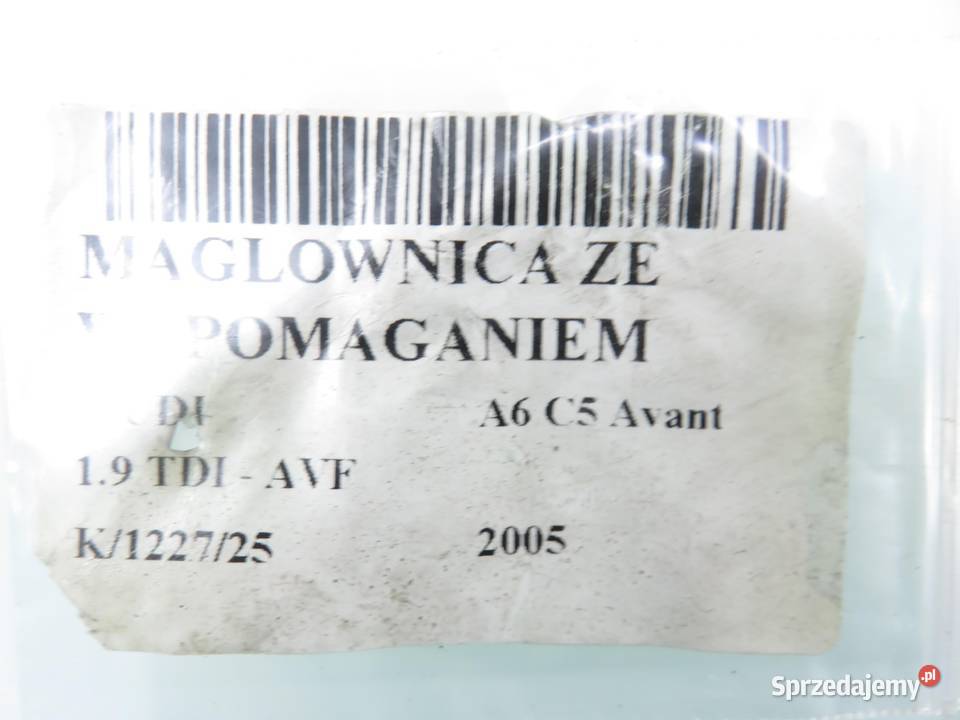 MAGLOWNICA ZE
POMAGANIEM
A6 C5 Avant
1.9 TDI - AVF
K/1227/25 2005
Sprzedajemy.pl